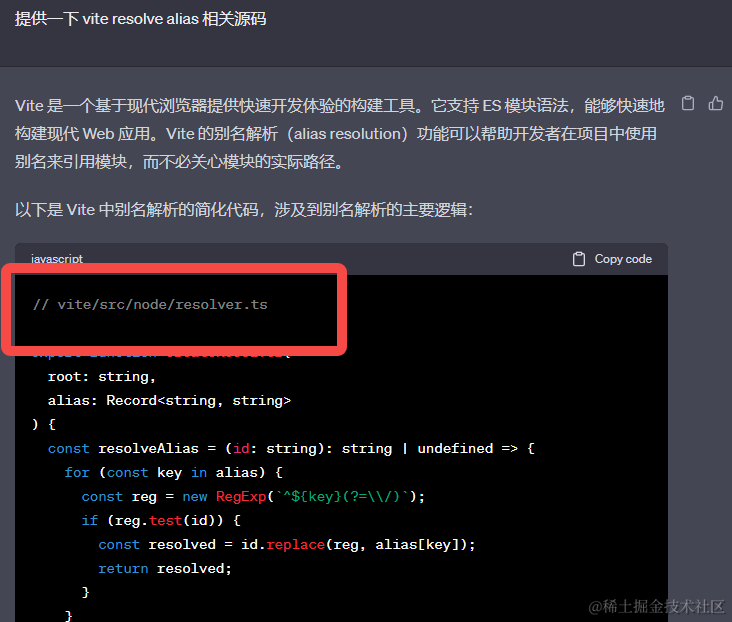 提供一下 vite resolve alias 相关源码
Vite 是一个基于现代浏览器提供快速开发体验的构建工具。它支持 ES 模块语法，能够快速地
构建现代 Web 应用。Vite 的别名解析（alias resolution）功能可以帮助开发者在项目中使用
别名来引用模块，而不必关心模块的实际路径。
以下是 Vite 中别名解析的简化代码，涉及到别名解析的主要逻辑：
javascript
Copy code
// vite/src/node/resolver.ts
export function
root: string,
alias: Record<string, string>
) {
const resolveAlias = (id: string): string | undefined => {
for (const key in alias) {
const reg = new RegExp(`^${key}(?=\\/)`);
if (reg.test(id)) {
const resolved = id.replace(reg, alias[key]);
return resolved;
}
}
@稀土掘金技术社区